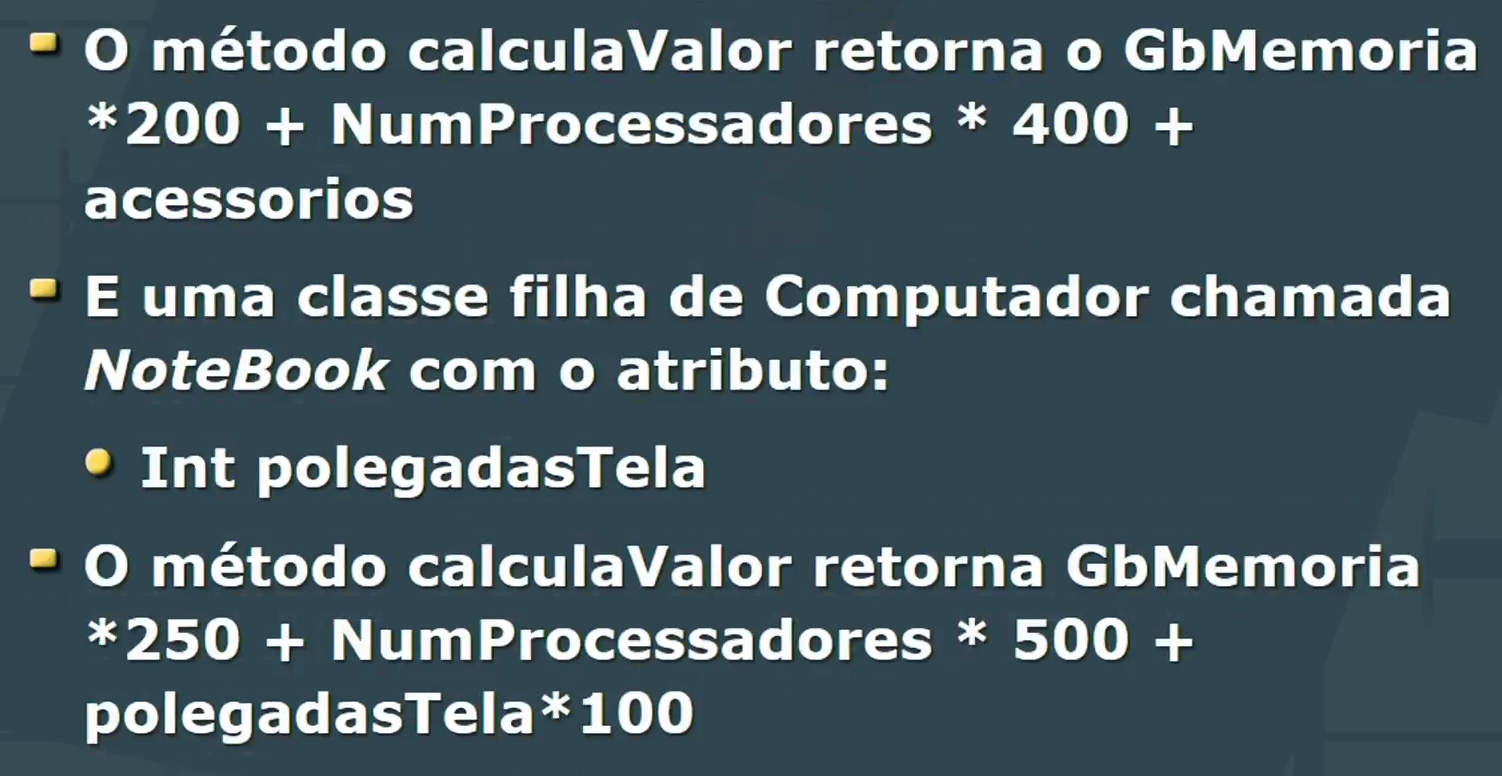 O método calculaValor retorna o GbMemoria
*200 + NumProcessadores * 400 +
acessorios
E uma classe filha de Computador chamada
NoteBook com o atributo:
Int polegadasTela
O método calculaValor retorna GbMemoria
*250 + NumProcessadores * 500 +
polegadasTela*100